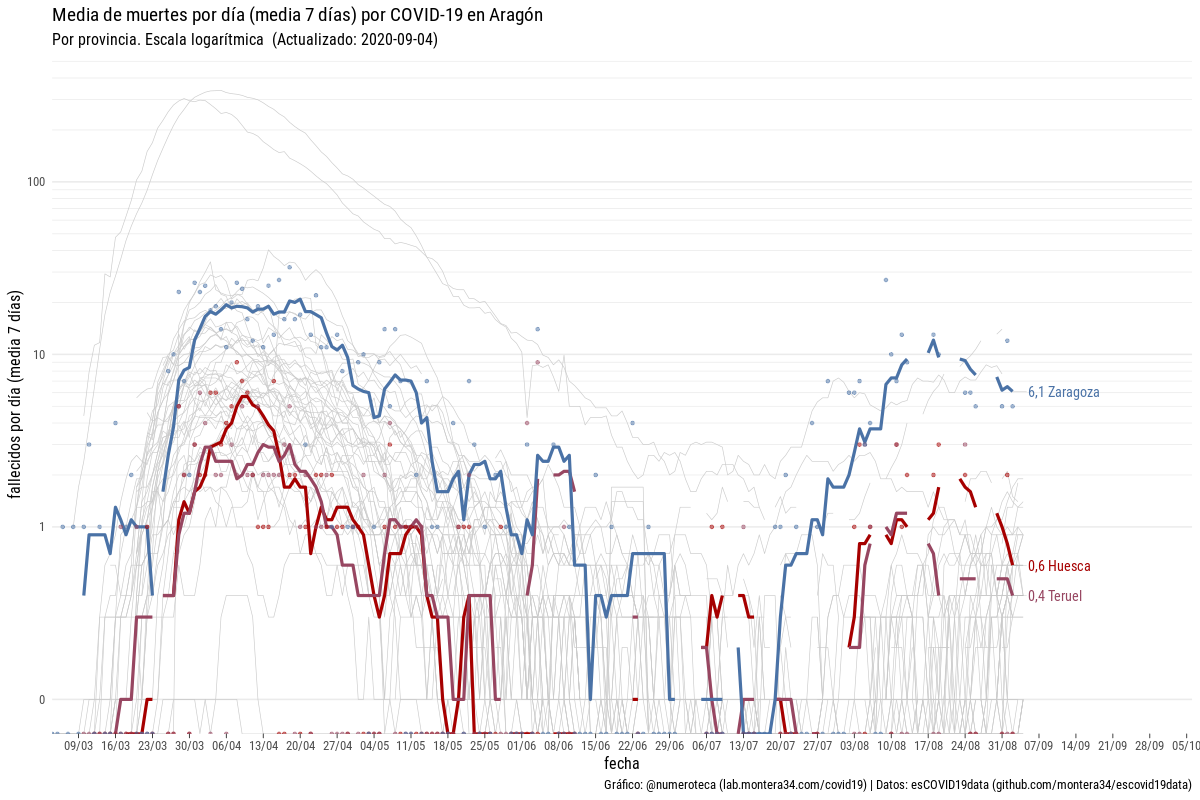 Media de muertes por día (media 7 días) por COVID-19 en Aragón
Por provincia. Escala logarítmica (Actualizado: 2020-09-04)
fallecidos por día (media 7 días)
100
10
1
0
6,1 Zaragoza
0,6 Huesca
0,4 Teruel
09/03 16/03 23/03 30/03 06/04 13/04 20/04 27/04 04/05 11/05 18/05 25/05 01/06 08/06 15/06 22/06 29/06 06/07 13/07 20/07 27/07 03/08 10/08 17/08 24/08 31/08 07/09 14/09 21/09 28/09 05/10
fecha
Gráfico: @numeroteca (lab.montera34.com/covid19) | Datos: esCOVID19data (github.com/montera34/escovid19data)